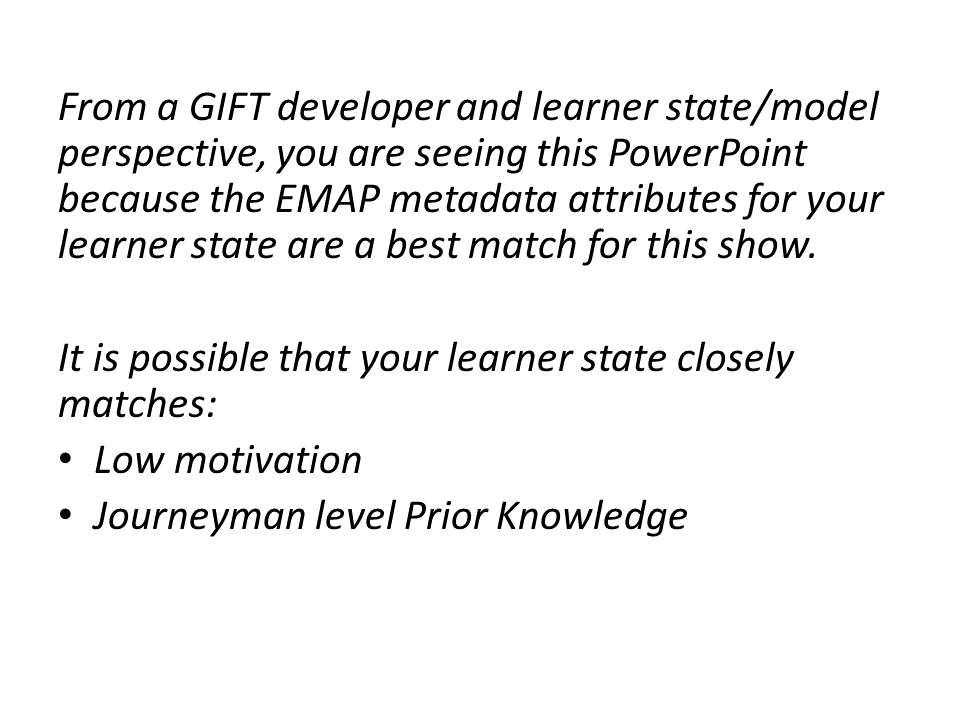 From a GIFT developer and learner state/model
perspective, you are seeing this PowerPoint
because the EMAP metadata attributes for your
learner state are a best match for this show.
It is possible that your learner state closely
matches:
• Low motivation
• Journeyman level Prior Knowledge